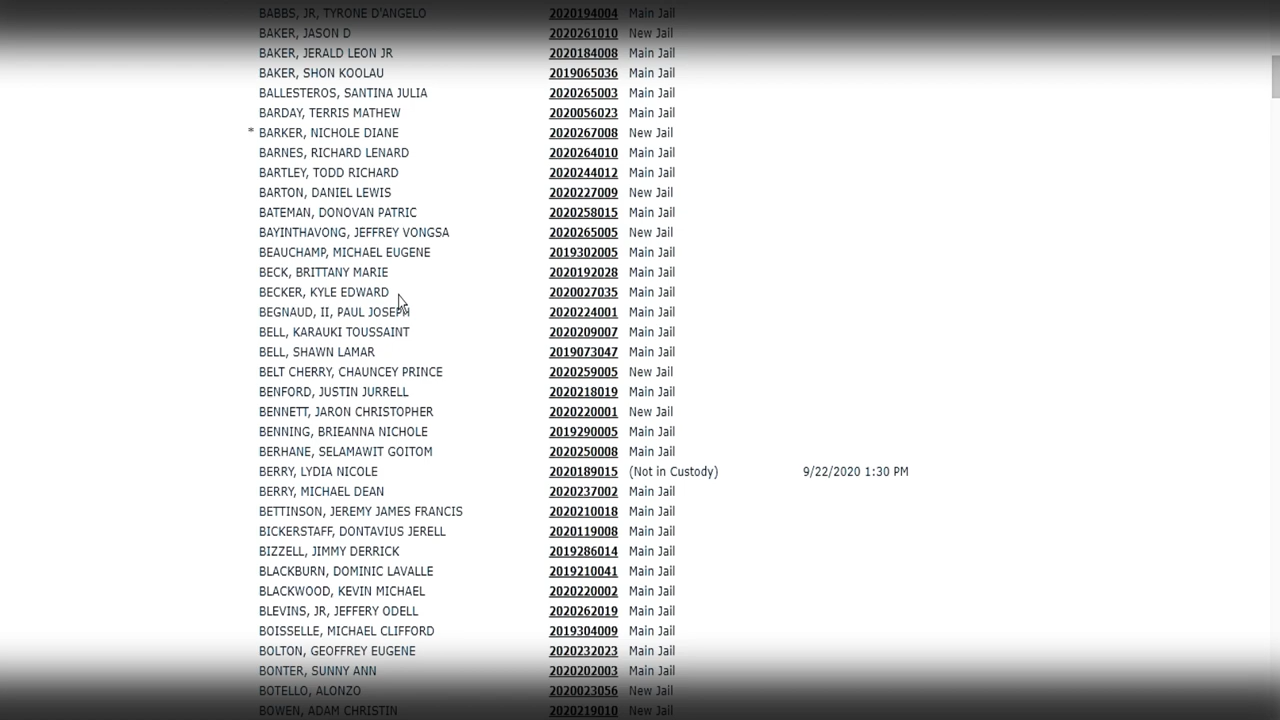 BABBS, JR, TYRONE D'ANGELO 2020194004 Main Jail
BAKER, JASON D 2020261010 New Jail
BAKER, JERALD LEON JR 2020184008 Main Jail
BAKER, SHON KOOLAU 2019065036 Main Jail
BALLESTEROS, SANTINA JULIA 2020265003 Main Jail
BARDAY, TERRIS MATHEW 2020056023 Main Jail
* BARKER, NICHOLE DIANE 2020267008 New Jail
BARNES, RICHARD LENARD 2020264010 Main Jail
BARTLEY, TODD RICHARD 2020244012 Main Jail
BARTON, DANIEL LEWIS 2020227009 New Jail
BATEMAN, DONOVAN PATRIC 2020258015 Main Jail
BAYINTHAVONG, JEFFREY VONGSA 2020265005 New Jail
BEAUCHAMP, MICHAEL EUGENE 2019302005 Main Jail
BECK, BRITTANY MARIE 2020192028 Main Jail
BECKER, KYLE EDWARD 2020027035 Main Jail
BEGNAUD, II, PAUL JOSEPH 2020224001 Main Jail
BELL, KARAUKI TOUSSAINT 2020209007 Main Jail
BELL, SHAWN LAMAR 2019073047 Main Jail
BELT CHERRY, CHAUNCEY PRINCE 2020259005 New Jail
BENFORD, JUSTIN JURRELL 2020218019 Main Jail
BENNETT, JARON CHRISTOPHER 2020220001 New Jail
BENNING, BRIEANNA NICHOLE 2019290005 Main Jail
BERHANE, SELAMAWIT GOITOM 2020250008 Main Jail
BERRY, LYDIA NICOLE 2020189015 (Not in Custody) 9/22/2020 1:30 PM
BERRY, MICHAEL DEAN 2020237002 Main Jail
BETTINSON, JEREMY JAMES FRANCIS 2020210018 Main Jail
BICKERSTAFF, DONTAVIUS JERELL 2020119008 Main Jail
BIZZELL, JIMMY DERRICK 2019286014 Main Jail
BLACKBURN, DOMINIC LAVALLE 2019210041 Main Jail
BLACKWOOD, KEVIN MICHAEL 2020220002 Main Jail
BLEVINS, JR, JEFFERY ODELL 2020262019 Main Jail
BOISSELLE, MICHAEL CLIFFORD 2019304009 Main Jail
BOLTON, GEOFFREY EUGENE 2020232023 Main Jail
BONTER, SUNNY ANN 2020202003 Main Jail
BOTELLO, ALONZO 2020023056 New Jail
BOWEN, ADAM CHRISTIN 2020219010 New Jail